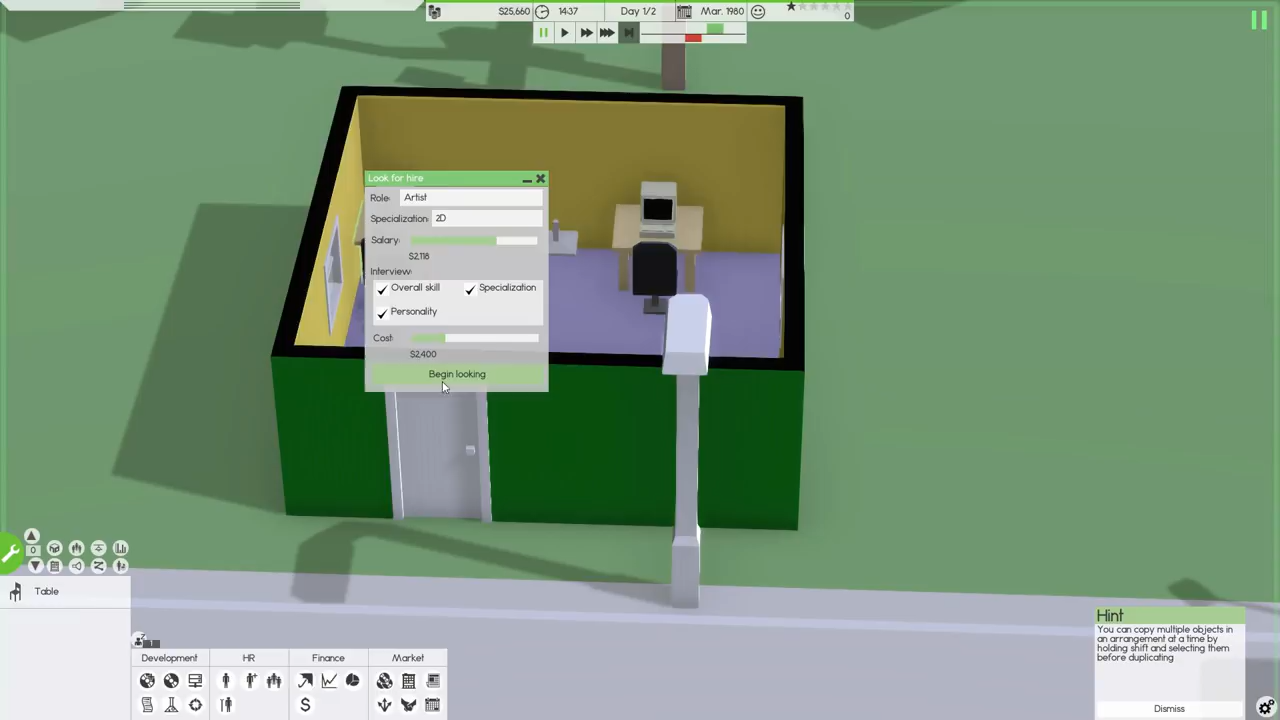 $25,660 14:37 Day 1/2 Mar. 1980
0
Look for hire
Role: Artist
Specialization: 2D
Salary:
$2,118
Interview:
Overall skill Specialization
Personality
Cost:
$2,400
Begin looking
0
Table
Development HR Finance Market
Hint
You can copy multiple objects in
an arrangement at a time by
holding shift and selecting them
before duplicating
Dismiss